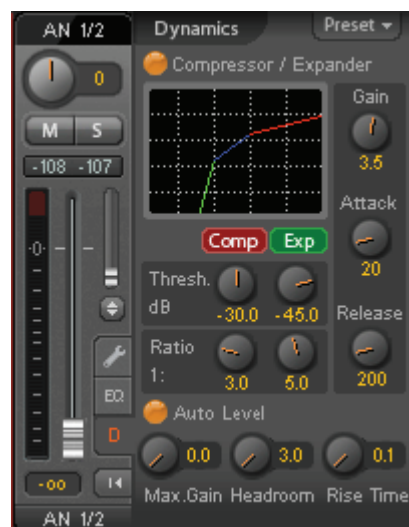 AN 1/2
0
M S
-108 -107
-0-
EQ
D
-oo
AN 1/2
Dynamics Preset
Compressor / Expander
Gain
3.5
Attack
20
Release
200
Comp Exp
Thresh.
dB
-30.0 -45.0
Ratio
1:
3.0 5.0
Auto Level
0.0 3.0 0.1
Max.Gain Headroom Rise Time